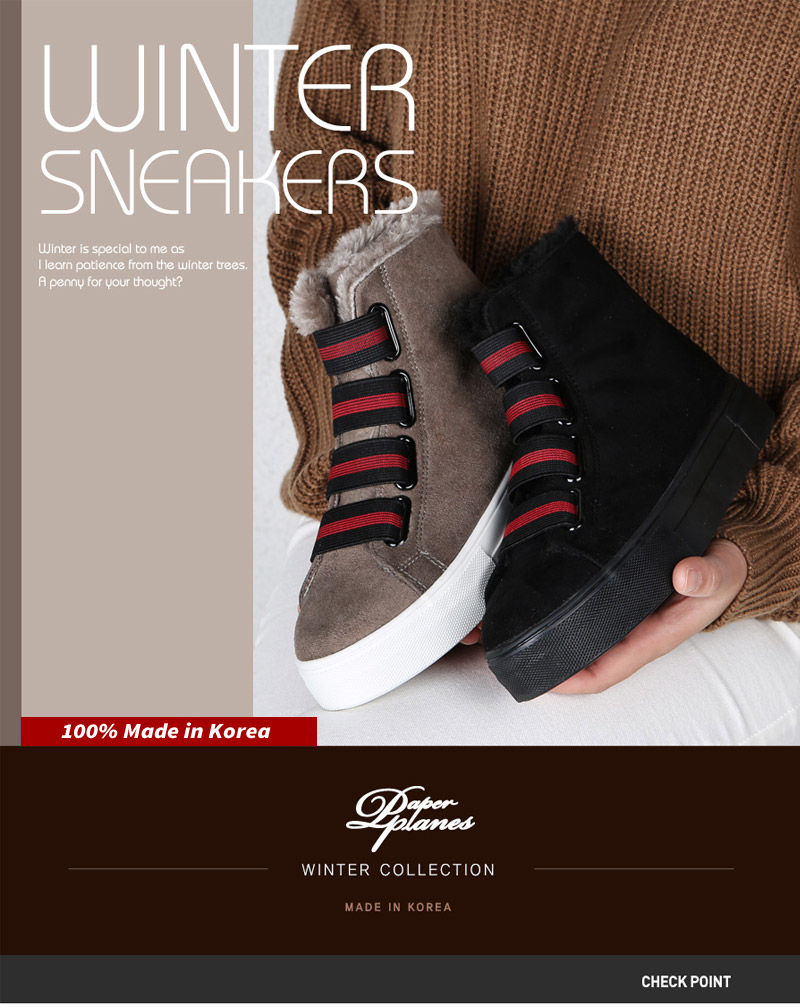 WINTER
SNEAKERS
Winter is special to me as
I learn patience from the winter trees.
A penny for your thought?
100% Made in Korea
Paper
planes
WINTER COLLECTION
MADE IN KOREA
CHECK POINT